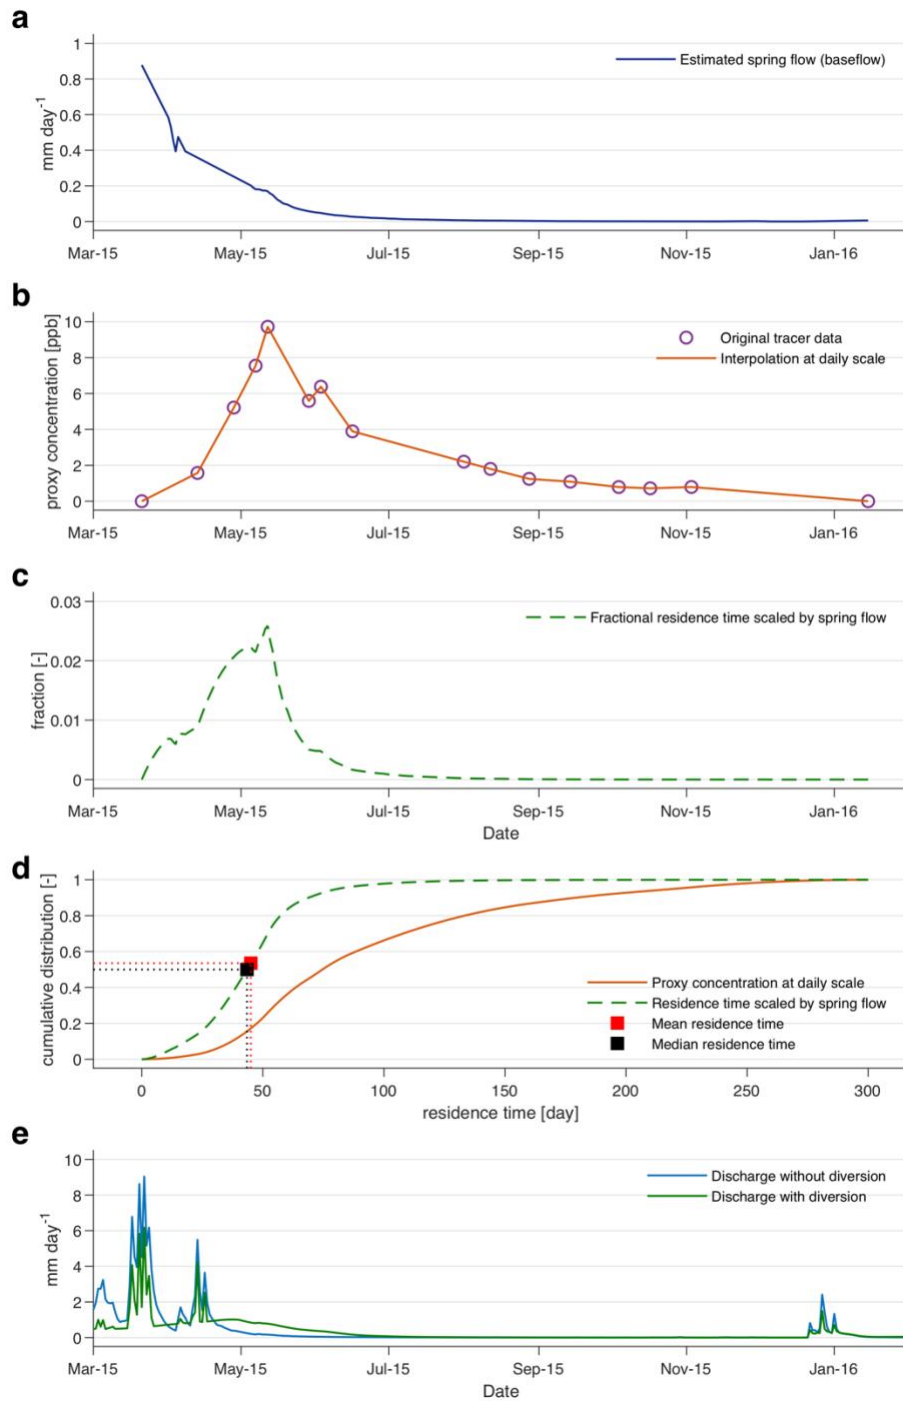 a
mm day-1
1
0.8
0.6
0.4
0.2
0
Estimated spring flow (baseflow)
Mar-15 May-15 Jul-15 Sep-15 Nov-15 Jan-16
b
proxy concentration [ppb]
10
8
6
4
2
0
Original tracer data
Interpolation at daily scale
Mar-15 May-15 Jul-15 Sep-15 Nov-15 Jan-16
c
fraction [-]
0.03
0.02
0.01
0
Fractional residence time scaled by spring flow
Mar-15 May-15 Jul-15 Sep-15 Nov-15 Jan-16
Date
d
cumulative distribution [-]
1
0.8
0.6
0.4
0.2
0
Proxy concentration at daily scale
Residence time scaled by spring flow
Mean residence time
Median residence time
0 50 100 150 200 250 300
residence time [day]
e
mm day-1
10
8
6
4
2
0
Discharge without diversion
Discharge with diversion
Mar-15 May-15 Jul-15 Sep-15 Nov-15 Jan-16
Date